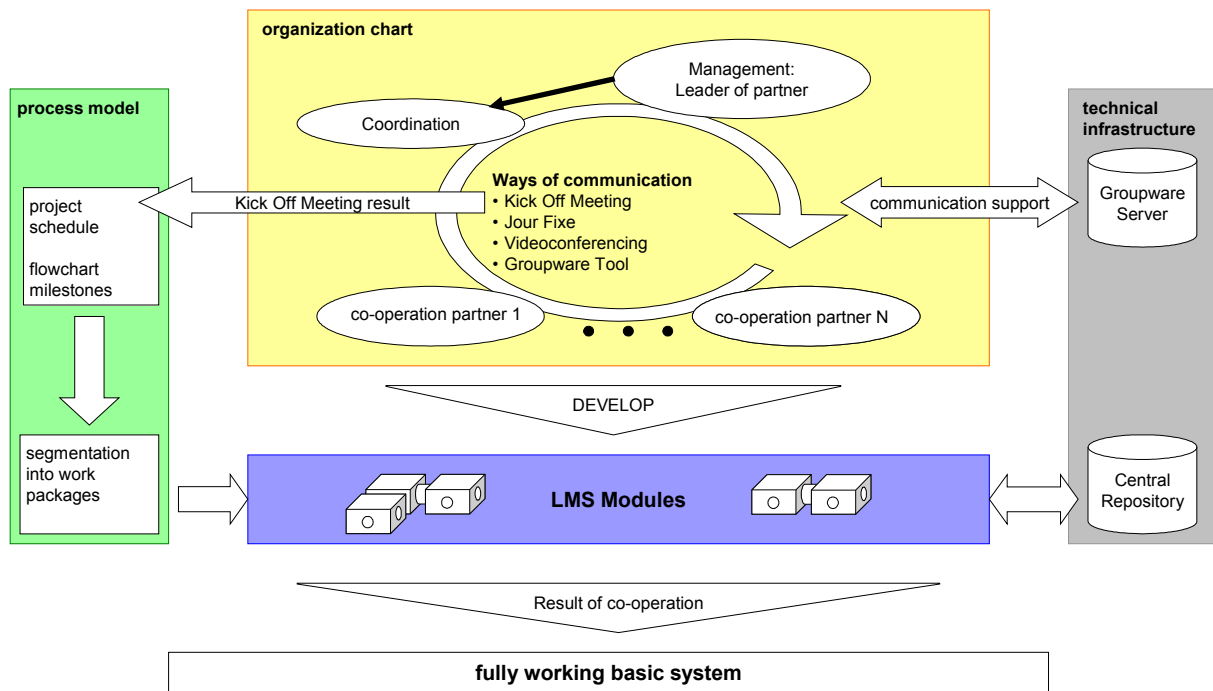 organization chart
Management:
Leader of partner
Coordination
process model
technical
infrastructure
Ways of communication
• Kick Off Meeting
• Jour Fixe
• Videoconferencing
• Groupware Tool
Kick Off Meeting result
communication support
Groupware
Server
project
schedule
flowchart
milestones
co-operation partner 1
• • •
co-operation partner N
DEVELOP
segmentation
into work
packages
LMS Modules
Central
Repository
Result of co-operation
fully working basic system